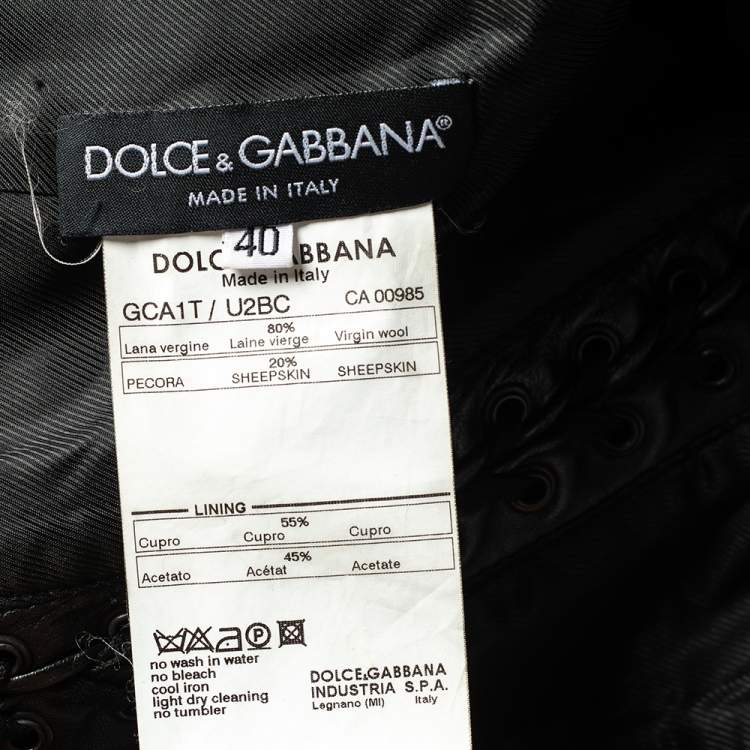 DOLCE & GABBANA®
MADE IN ITALY
40
DOLC BBANA
Made in Italy
GCA1T / U2BC CA 00985
80%
Lana vergine Laine vierge Virgin wool
20%
PECORA SHEEPSKIN SHEEPSKIN
LINING
55%
Cupro Cupro Cupro
45%
Acetato Acétat Acetate
P
no wash in water
no bleach
cool iron
light dry cleaning
no tumbler
DOLCE&GABBANA
INDUSTRIA S.P.A.
Legnano (MI) Italy